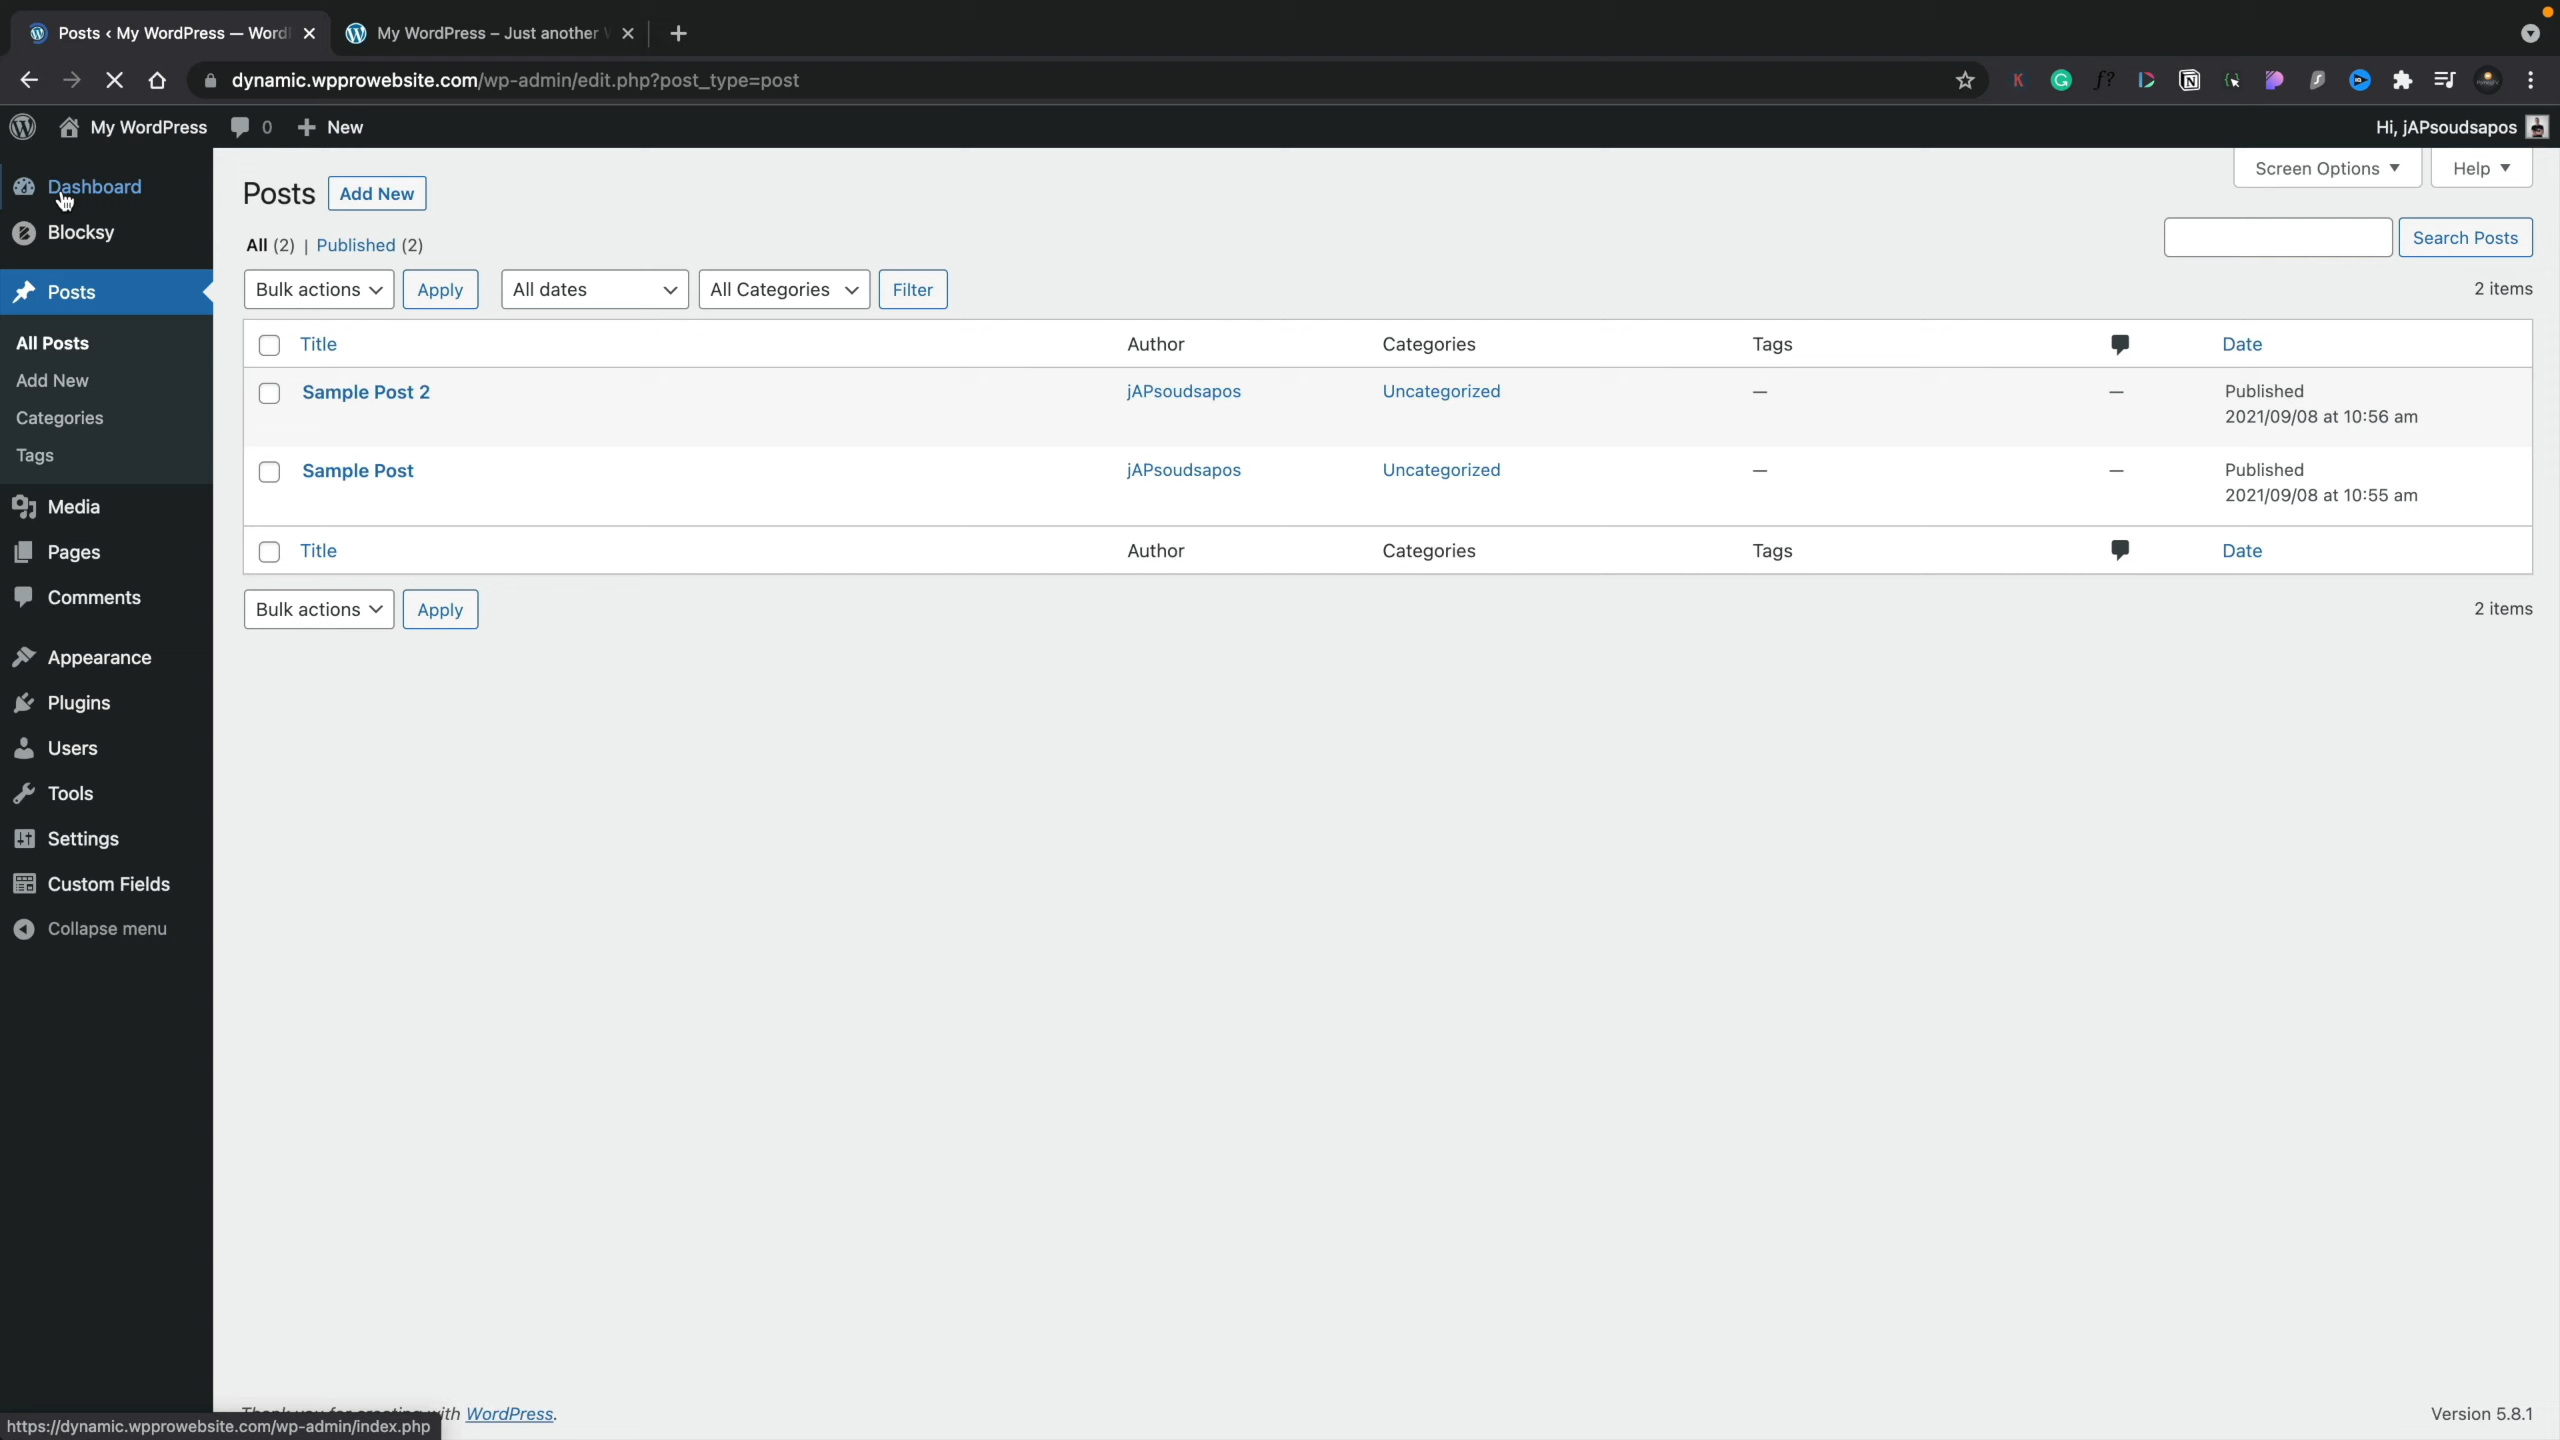 Posts ‹ My WordPress — Word
My WordPress – Just another
dynamic.wpprowebsite.com/wp-admin/edit.php?post_type=post
My WordPress
0
New
Hi, jAPsoudsapos
Dashboard
Blocksy
Posts
All Posts
Add New
Categories
Tags
Media
Pages
Comments
Appearance
Plugins
Users
Tools
Settings
Custom Fields
Collapse menu
Screen Options
Help
Posts
Add New
All (2) | Published (2)
Search Posts
Bulk actions
Apply
All dates
All Categories
Filter
2 items
Title Author Categories Tags Date
Sample Post 2 jAPsoudsapos Uncategorized — — Published
2021/09/08 at 10:56 am
Sample Post jAPsoudsapos Uncategorized — — Published
2021/09/08 at 10:55 am
Title Author Categories Tags Date
Bulk actions
Apply
2 items
with WordPress.
Version 5.8.1
https://dynamic.wpprowebsite.com/wp-admin/index.php